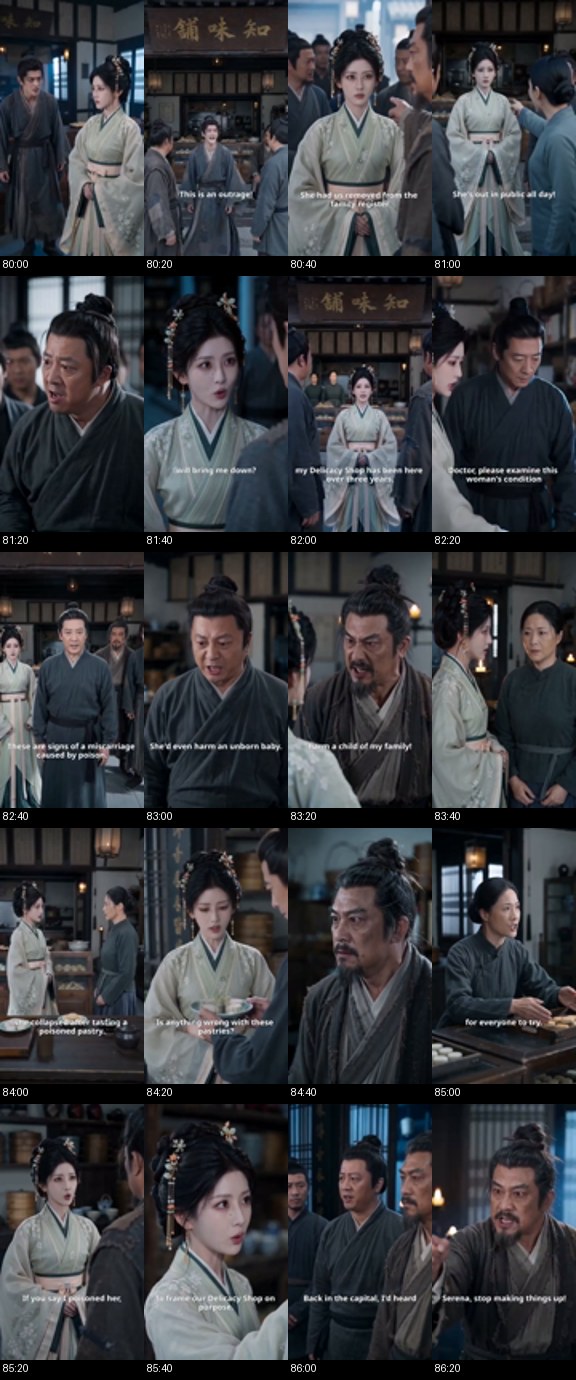 80:00
80:20
80:40
81:00
知味舖
This is an outrage!
She had us removed from the
family register
She's out in public all day!
81:20
81:40
82:00
82:20
will bring me down?
知味舖
my Delicacy Shop has been here
over three years.
Doctor, please examine this
woman's condition
82:40
83:00
83:20
83:40
These are signs of a miscarriage
caused by poison.
She'd even harm an unborn baby.
harm a child of my family!
84:00
84:20
84:40
85:00
collapsed after tasting a
poisoned pastry.
Is anything wrong with these
pastries?
for everyone to try.
85:20
85:40
86:00
86:20
If you say I poisoned her,
to frame our Delicacy Shop on
purpose.
Back in the capital, I'd heard
Serena, stop making things up!